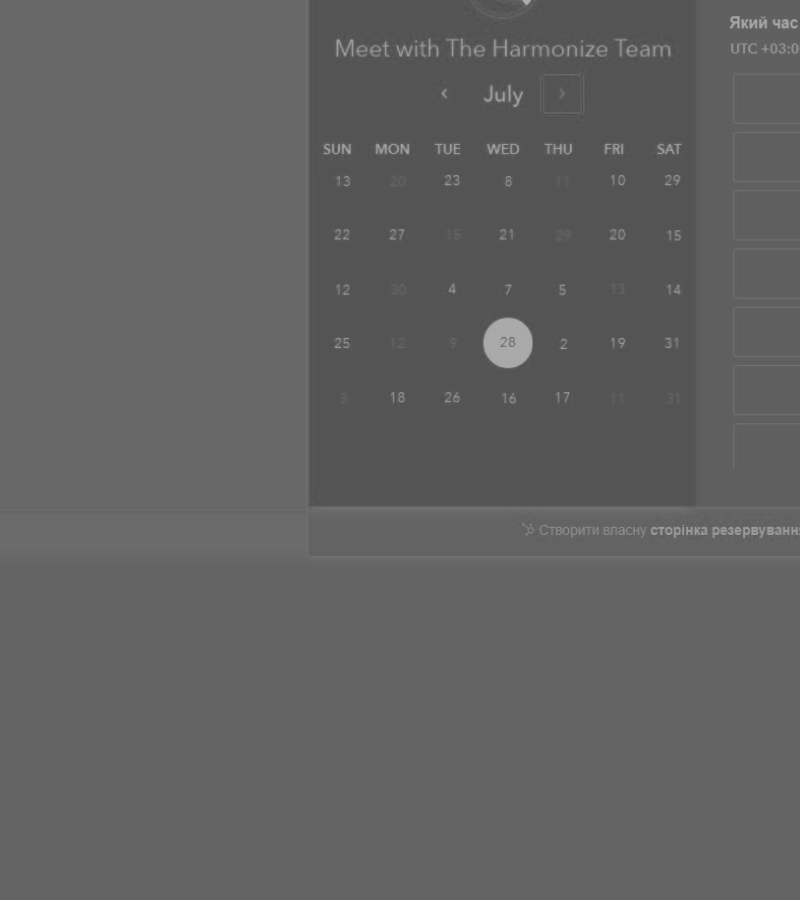 Meet with The Harmonize Team
July
SUN MON TUE WED THU FRI SAT
13 20 23 8 11 10 29
22 27 15 21 29 20 15
12 30 4 7 5 13 14
25 12 9 28 2 19 31
3 18 26 16 17 11 31
Який час
UTC +03:0
Створити власну сторінка резервування